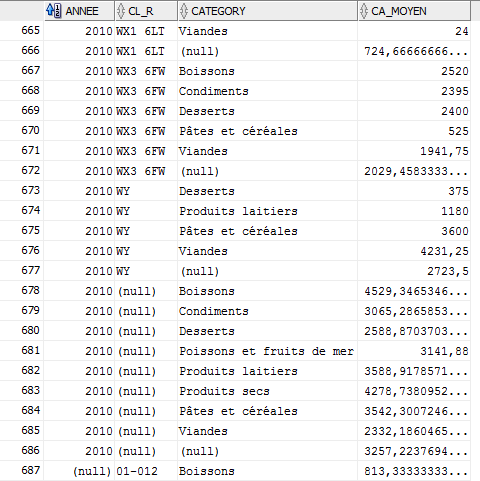 ANNEE CL_R CATEGORY CA_MOYEN
665 2010 WX1 6LT Viandes 24
666 2010 WX1 6LT (null) 724,66666666...
667 2010 WX3 6FW Boissons 2520
668 2010 WX3 6FW Condiments 2395
669 2010 WX3 6FW Desserts 2400
670 2010 WX3 6FW Pâtes et céréales 525
671 2010 WX3 6FW Viandes 1941,75
672 2010 WX3 6FW (null) 2029,4583333...
673 2010 WY Desserts 375
674 2010 WY Produits laitiers 1180
675 2010 WY Pâtes et céréales 3600
676 2010 WY Viandes 4231,25
677 2010 WY (null) 2723,5
678 2010 (null) Boissons 4529,3465346...
679 2010 (null) Condiments 3065,2865853...
680 2010 (null) Desserts 2588,8703703...
681 2010 (null) Poissons et fruits de mer 3141,88
682 2010 (null) Produits laitiers 3588,9178571...
683 2010 (null) Produits secs 4278,7380952...
684 2010 (null) Pâtes et céréales 3542,3007246...
685 2010 (null) Viandes 2332,1860465...
686 2010 (null) (null) 3257,2237694...
687 (null) 01-012 Boissons 813,33333333...